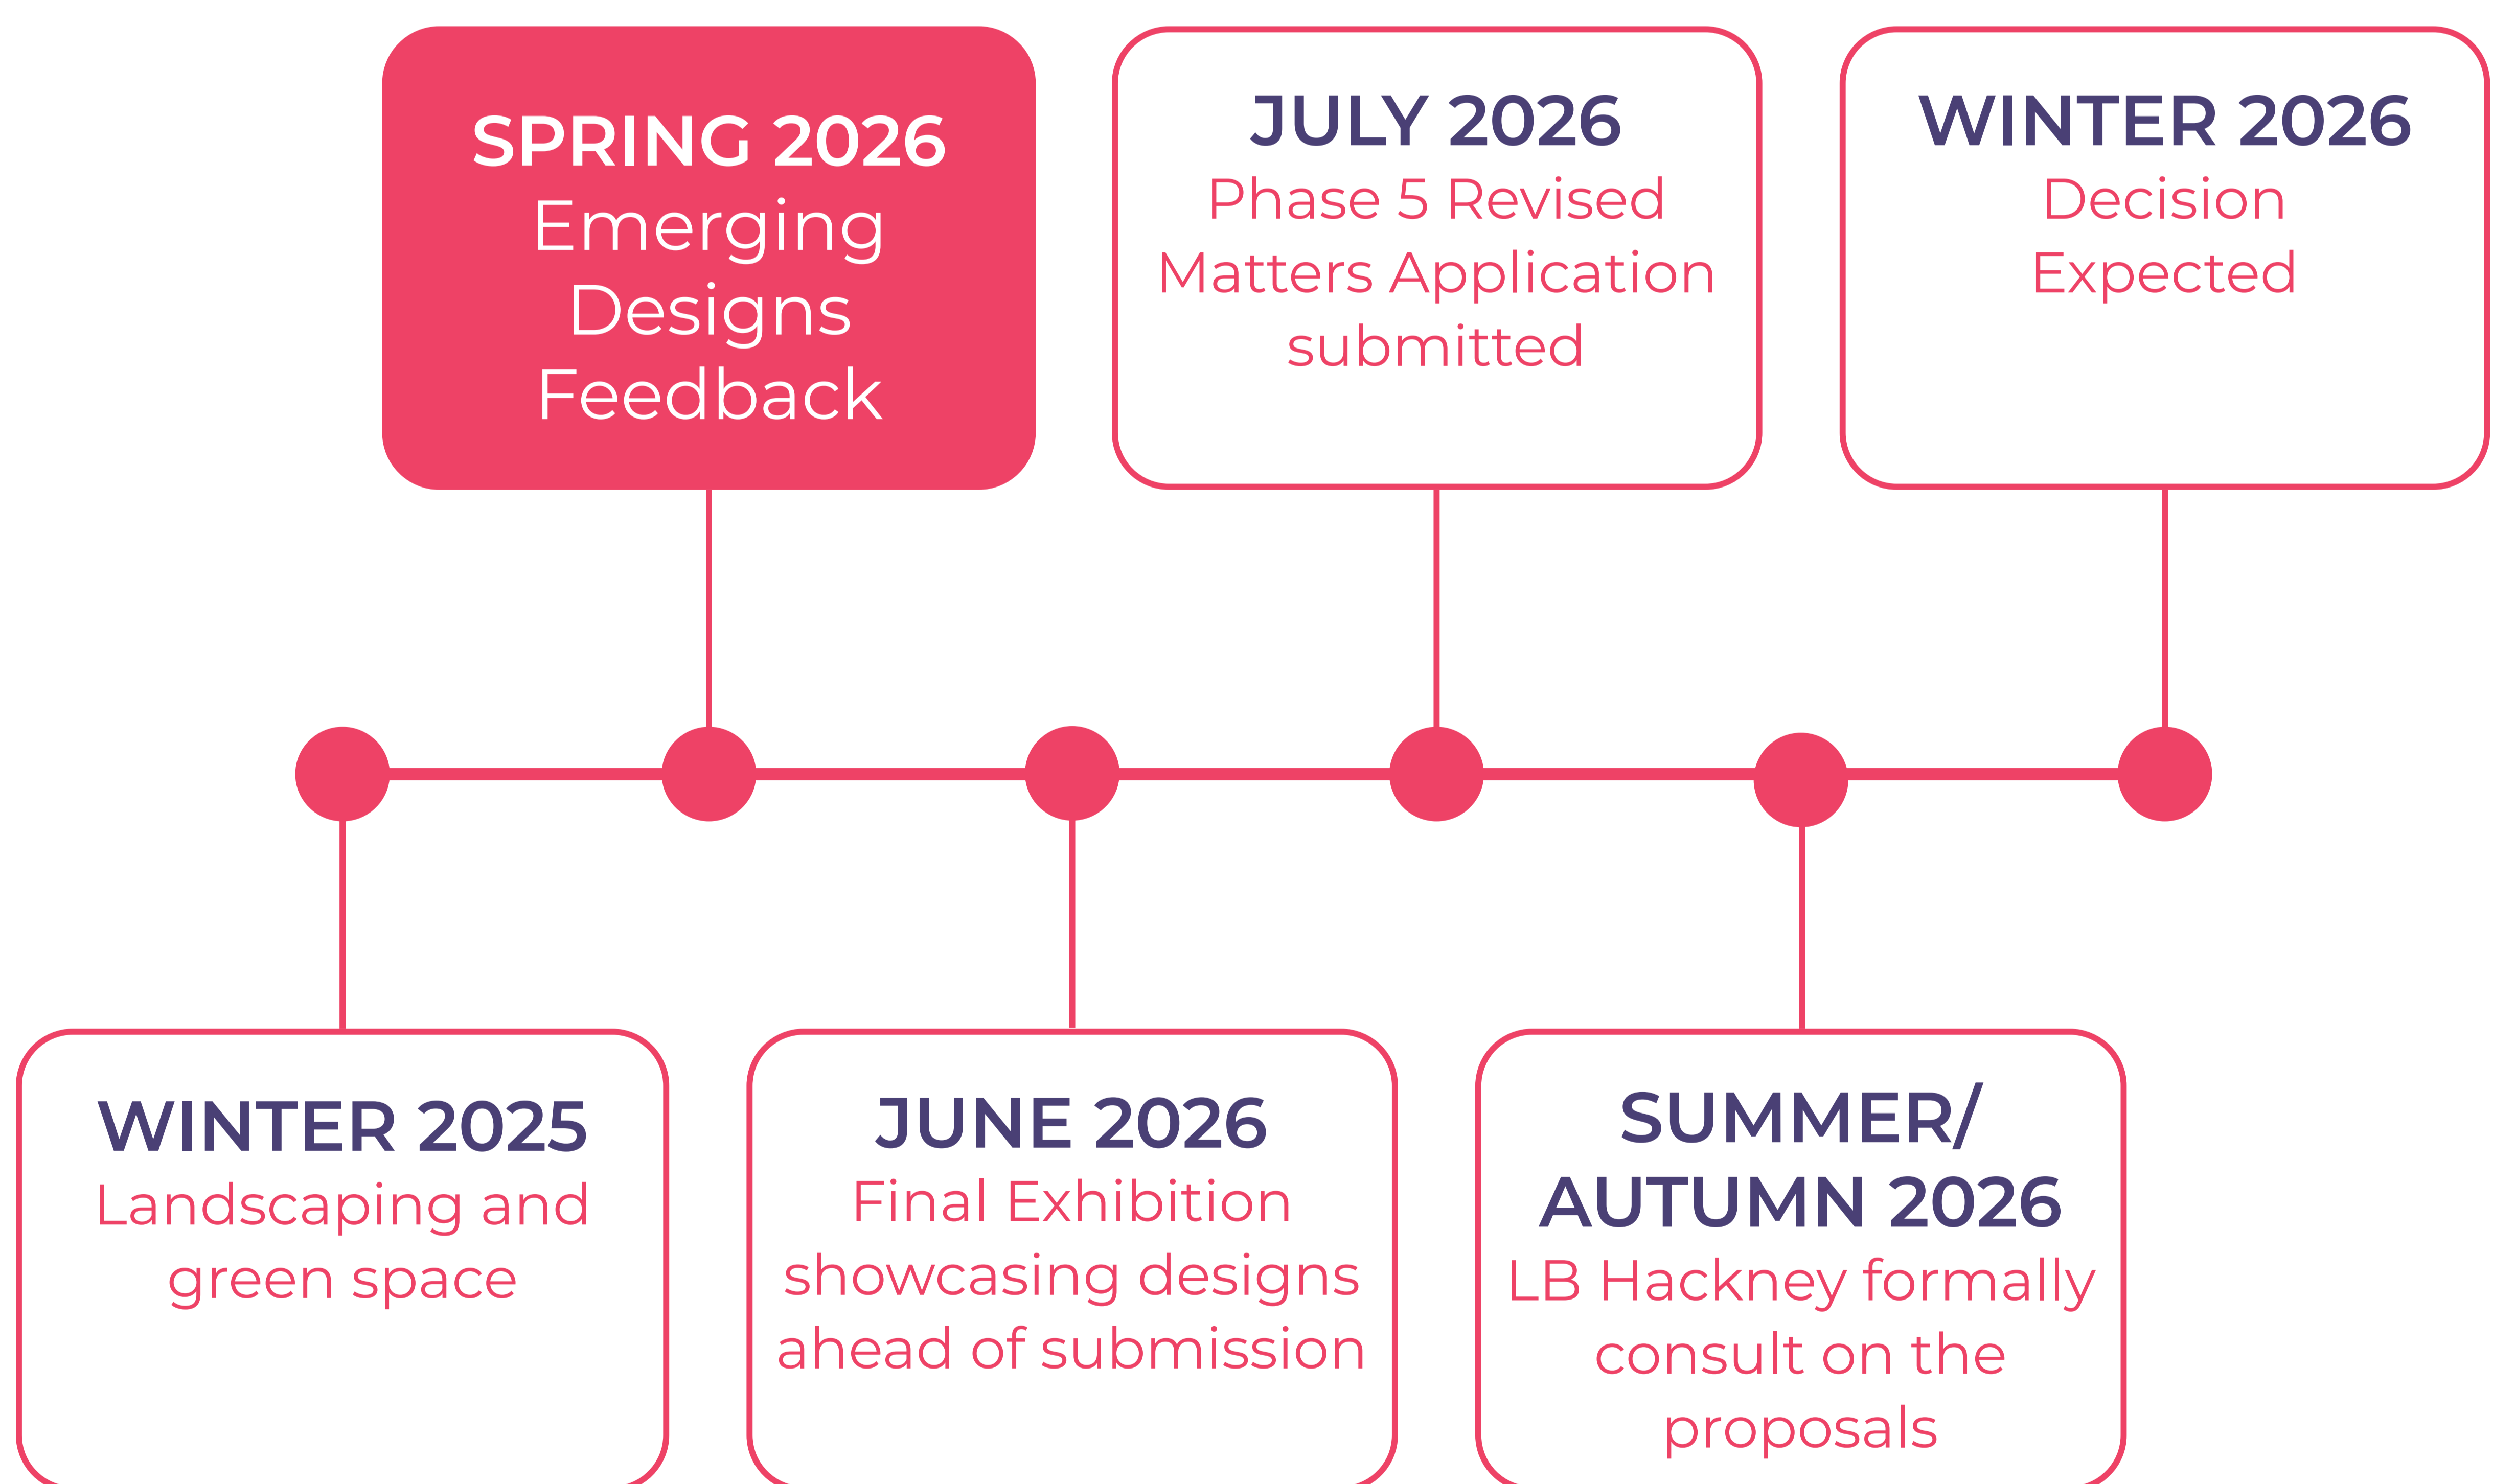 SPRING 2026
Emerging
Designs
Feedback
JULY 2026
Phase 5 Revised
Matters Application
submitted
WINTER 2026
Decision
Expected
WINTER 2025
Landscaping and
green space
JUNE 2026
Final Exhibition
showcasing designs
ahead of submission
SUMMER/
AUTUMN 2026
LB Hackney formally
consult on the
proposals